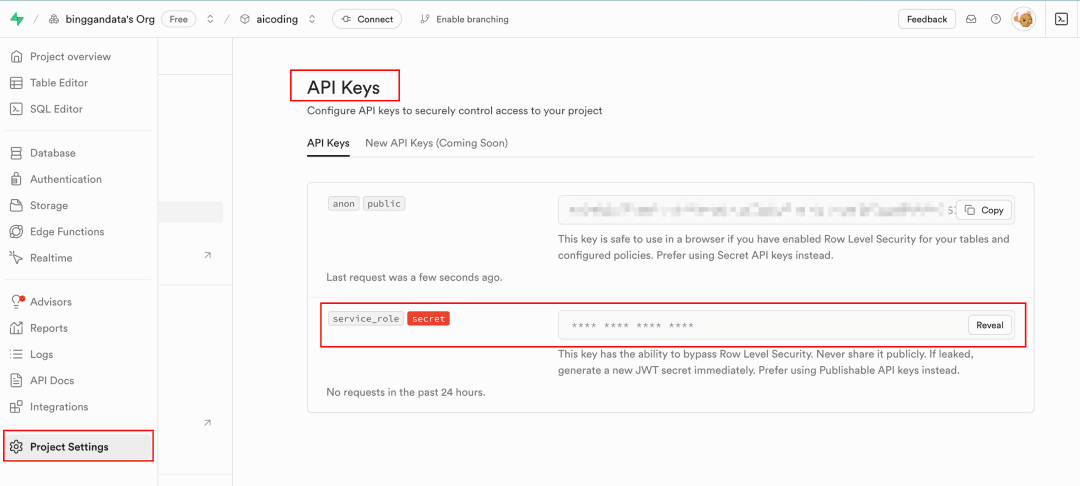 binggandata's Org Free / aicoding Connect Enable branching Feedback
Project overview
Table Editor
SQL Editor
Database
Authentication
Storage
Edge Functions
Realtime
Advisors
Reports
Logs
API Docs
Integrations
Project Settings
API Keys
Configure API keys to securely control access to your project
API Keys New API Keys (Coming Soon)
anon public
Copy
This key is safe to use in a browser if you have enabled Row Level Security for your tables and
configured policies. Prefer using Secret API keys instead.
Last request was a few seconds ago.
service_role secret
**** **** **** **** Reveal
This key has the ability to bypass Row Level Security. Never share it publicly. If leaked,
generate a new JWT secret immediately. Prefer using Publishable API keys instead.
No requests in the past 24 hours.